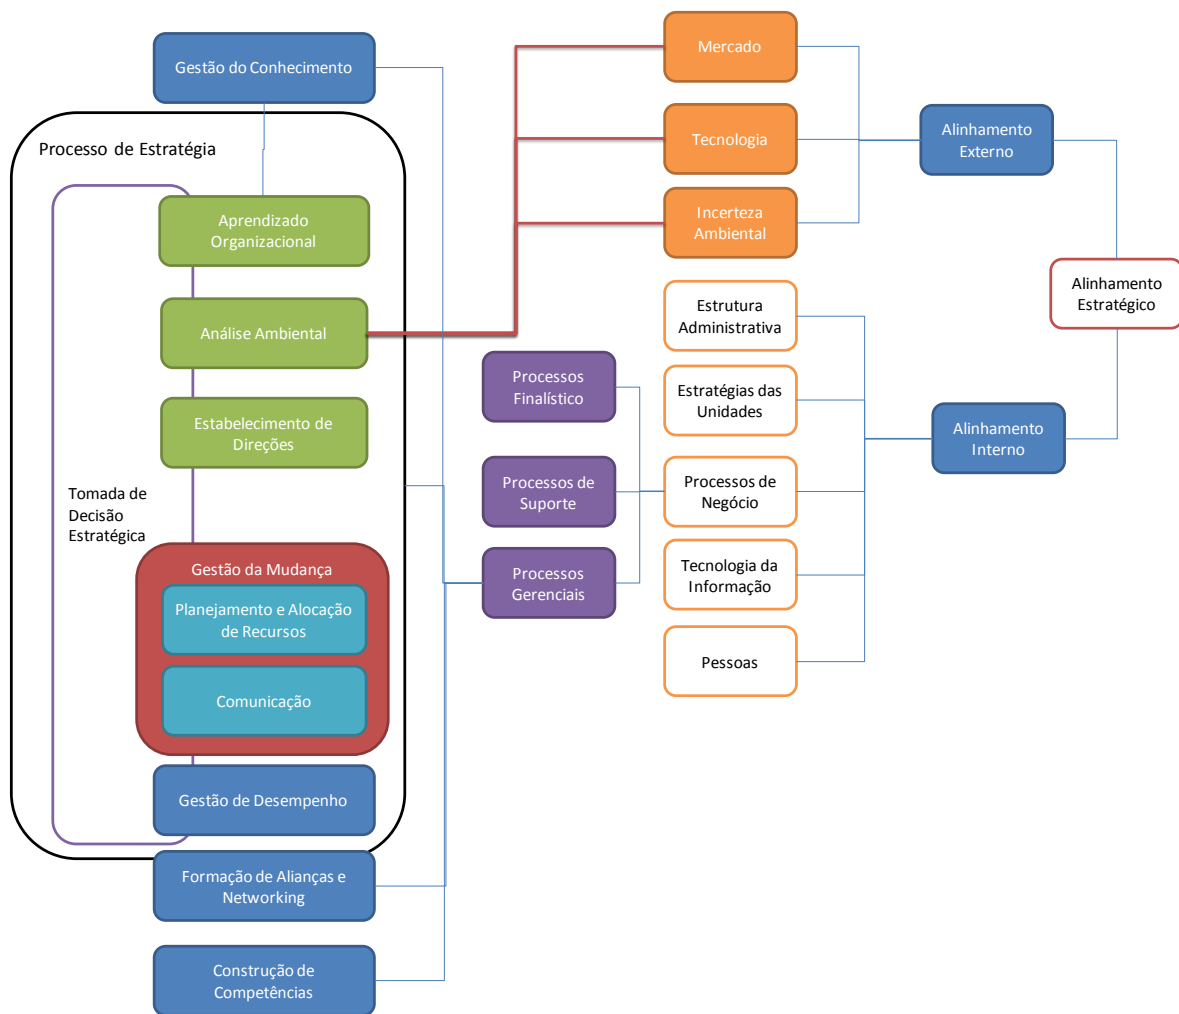 Gestão do Conhecimento
Processo de Estratégia
Aprendizado
Organizacional
Análise Ambiental
Estabelecimento de
Direções
Tomada de
Decisão
Estratégica
Gestão da Mudança
Planejamento e Alocação
de Recursos
Comunicação
Gestão de Desempenho
Formação de Alianças e
Networking
Construção de
Competências
Processos
Finalístico
Processos de
Suporte
Processos
Gerenciais
Mercado
Tecnologia
Incerteza
Ambiental
Estrutura
Administrativa
Estratégias das
Unidades
Processos de
Negócio
Tecnologia da
Informação
Pessoas
Alinhamento
Externo
Alinhamento
Interno
Alinhamento
Estratégico